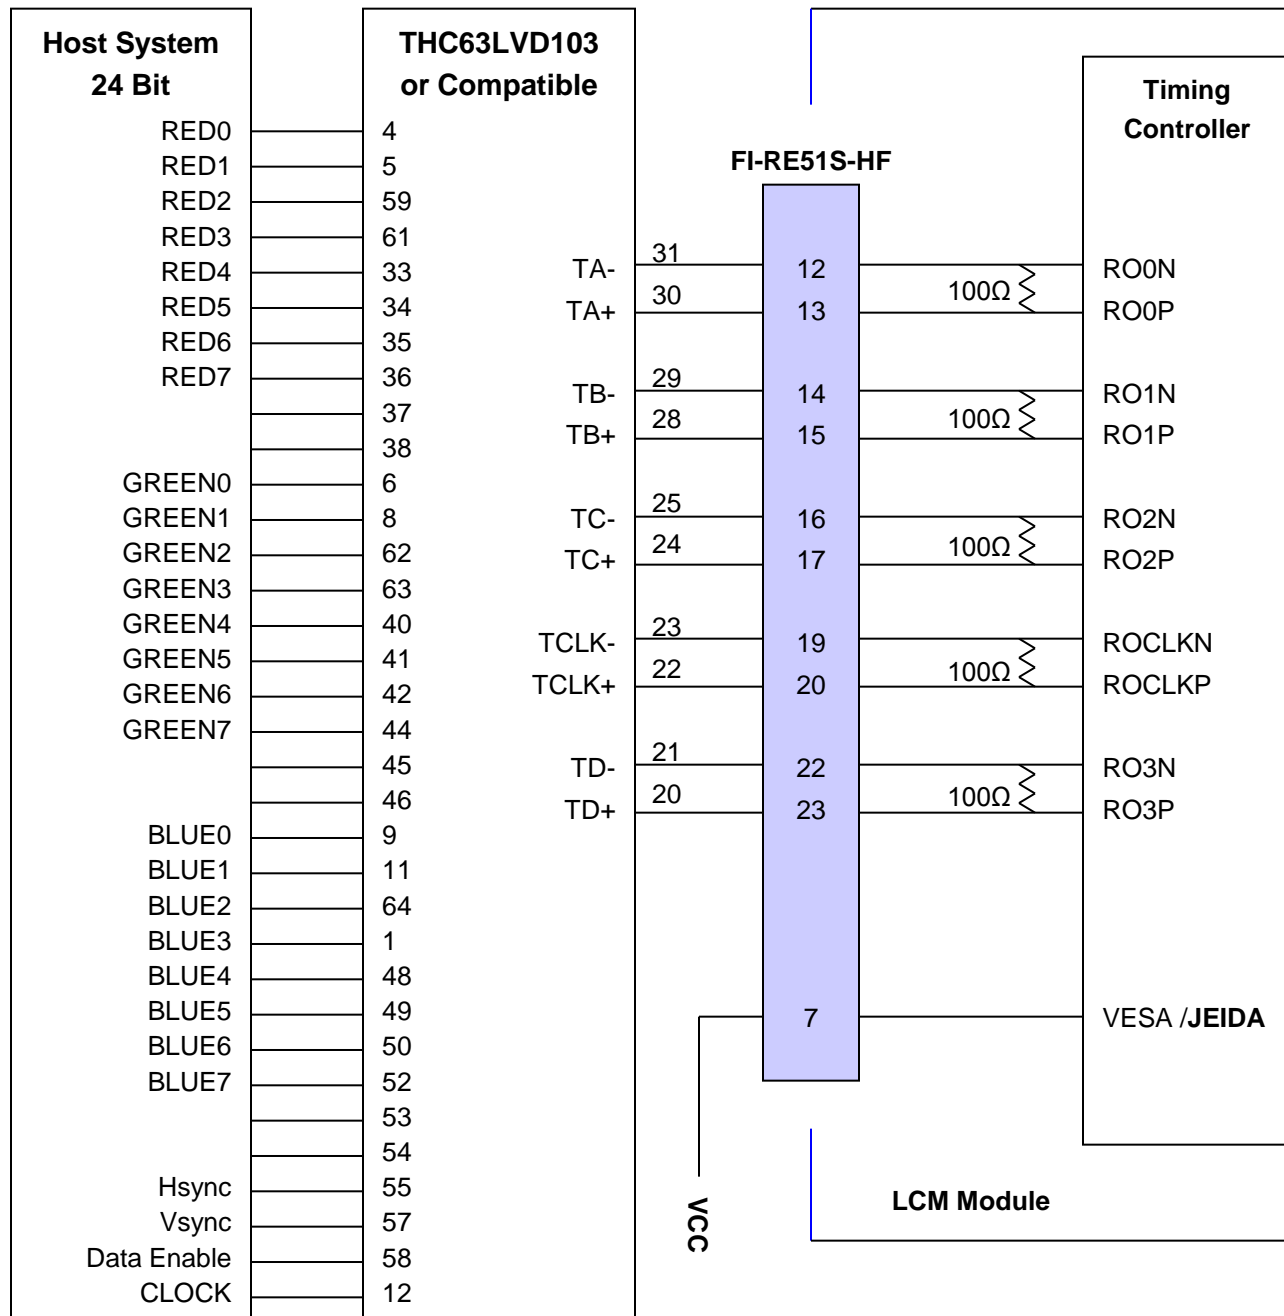 Host System
24 Bit
RED0
RED1
RED2
RED3
RED4
RED5
RED6
RED7
GREEN0
GREEN1
GREEN2
GREEN3
GREEN4
GREEN5
GREEN6
GREEN7
BLUE0
BLUE1
BLUE2
BLUE3
BLUE4
BLUE5
BLUE6
BLUE7
Hsync
Vsync
Data Enable
CLOCK
THC63LVD103
or Compatible
4
5
59
61
33
34
35
36
37
38
6
8
62
63
40
41
42
44
45
46
9
11
64
1
48
49
50
52
53
54
55
57
58
12
TA- 31
TA+ 30
TB- 29
TB+ 28
TC- 25
TC+ 24
TCLK- 23
TCLK+ 22
TD- 21
TD+ 20
FI-RE51S-HF
12
13
14
15
16
17
19
20
22
23
7
VCC
100Ω
100Ω
100Ω
100Ω
100Ω
Timing
Controller
RO0N
RO0P
RO1N
RO1P
RO2N
RO2P
ROCLKN
ROCLKP
RO3N
RO3P
VESA /JEIDA
LCM Module